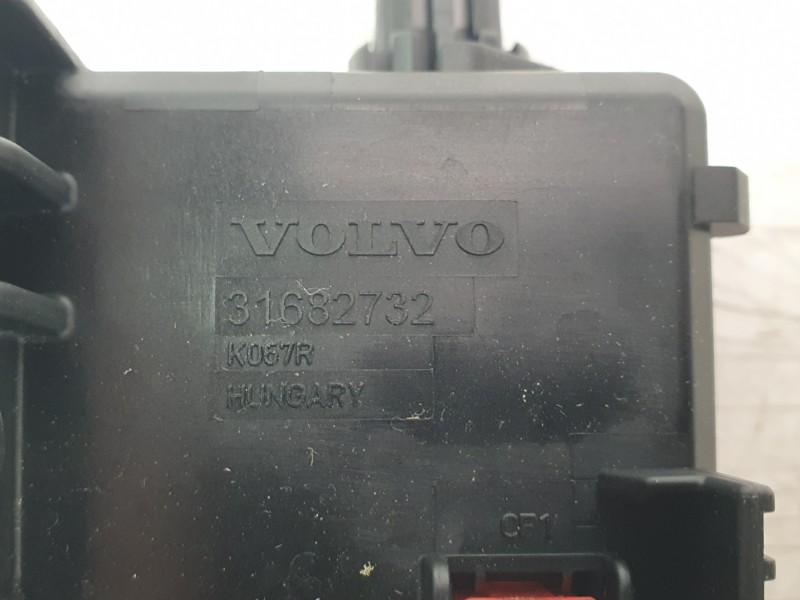 VOLVO
31682732
K067R
HUNGARY
CF1